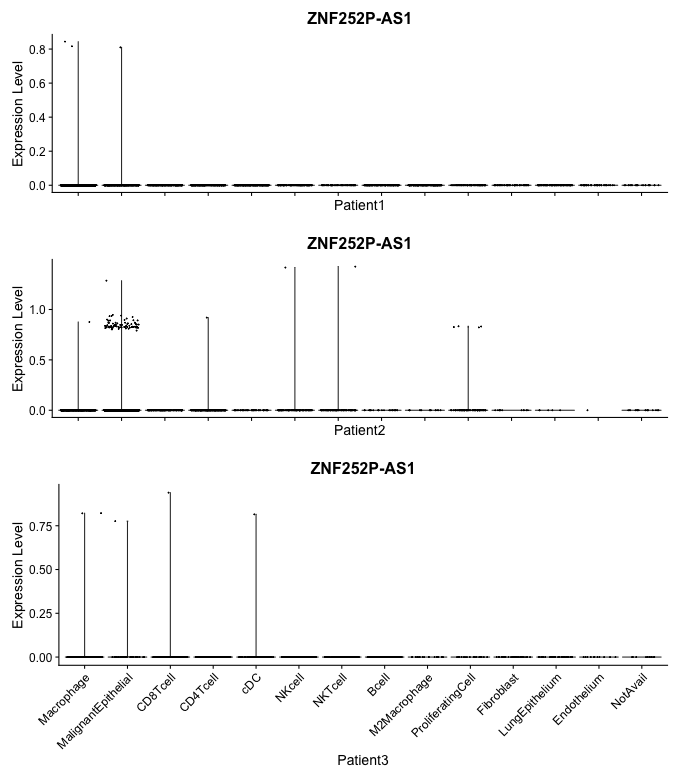 ZNF252P-AS1
Expression Level
0.8
0.6
0.4
0.2
0.0
Patient1
ZNF252P-AS1
Expression Level
1.0
0.5
0.0
Patient2
ZNF252P-AS1
Expression Level
0.75
0.50
0.25
0.00
Macrophage
MalignantEpithelial
CD8Tcell
CD4Tcell
cDC
NKcell
NKTcell
Bcell
M2Macrophage
ProliferatingCell
Fibroblast
LungEpithelium
Endothelium
NotAvail
Patient3